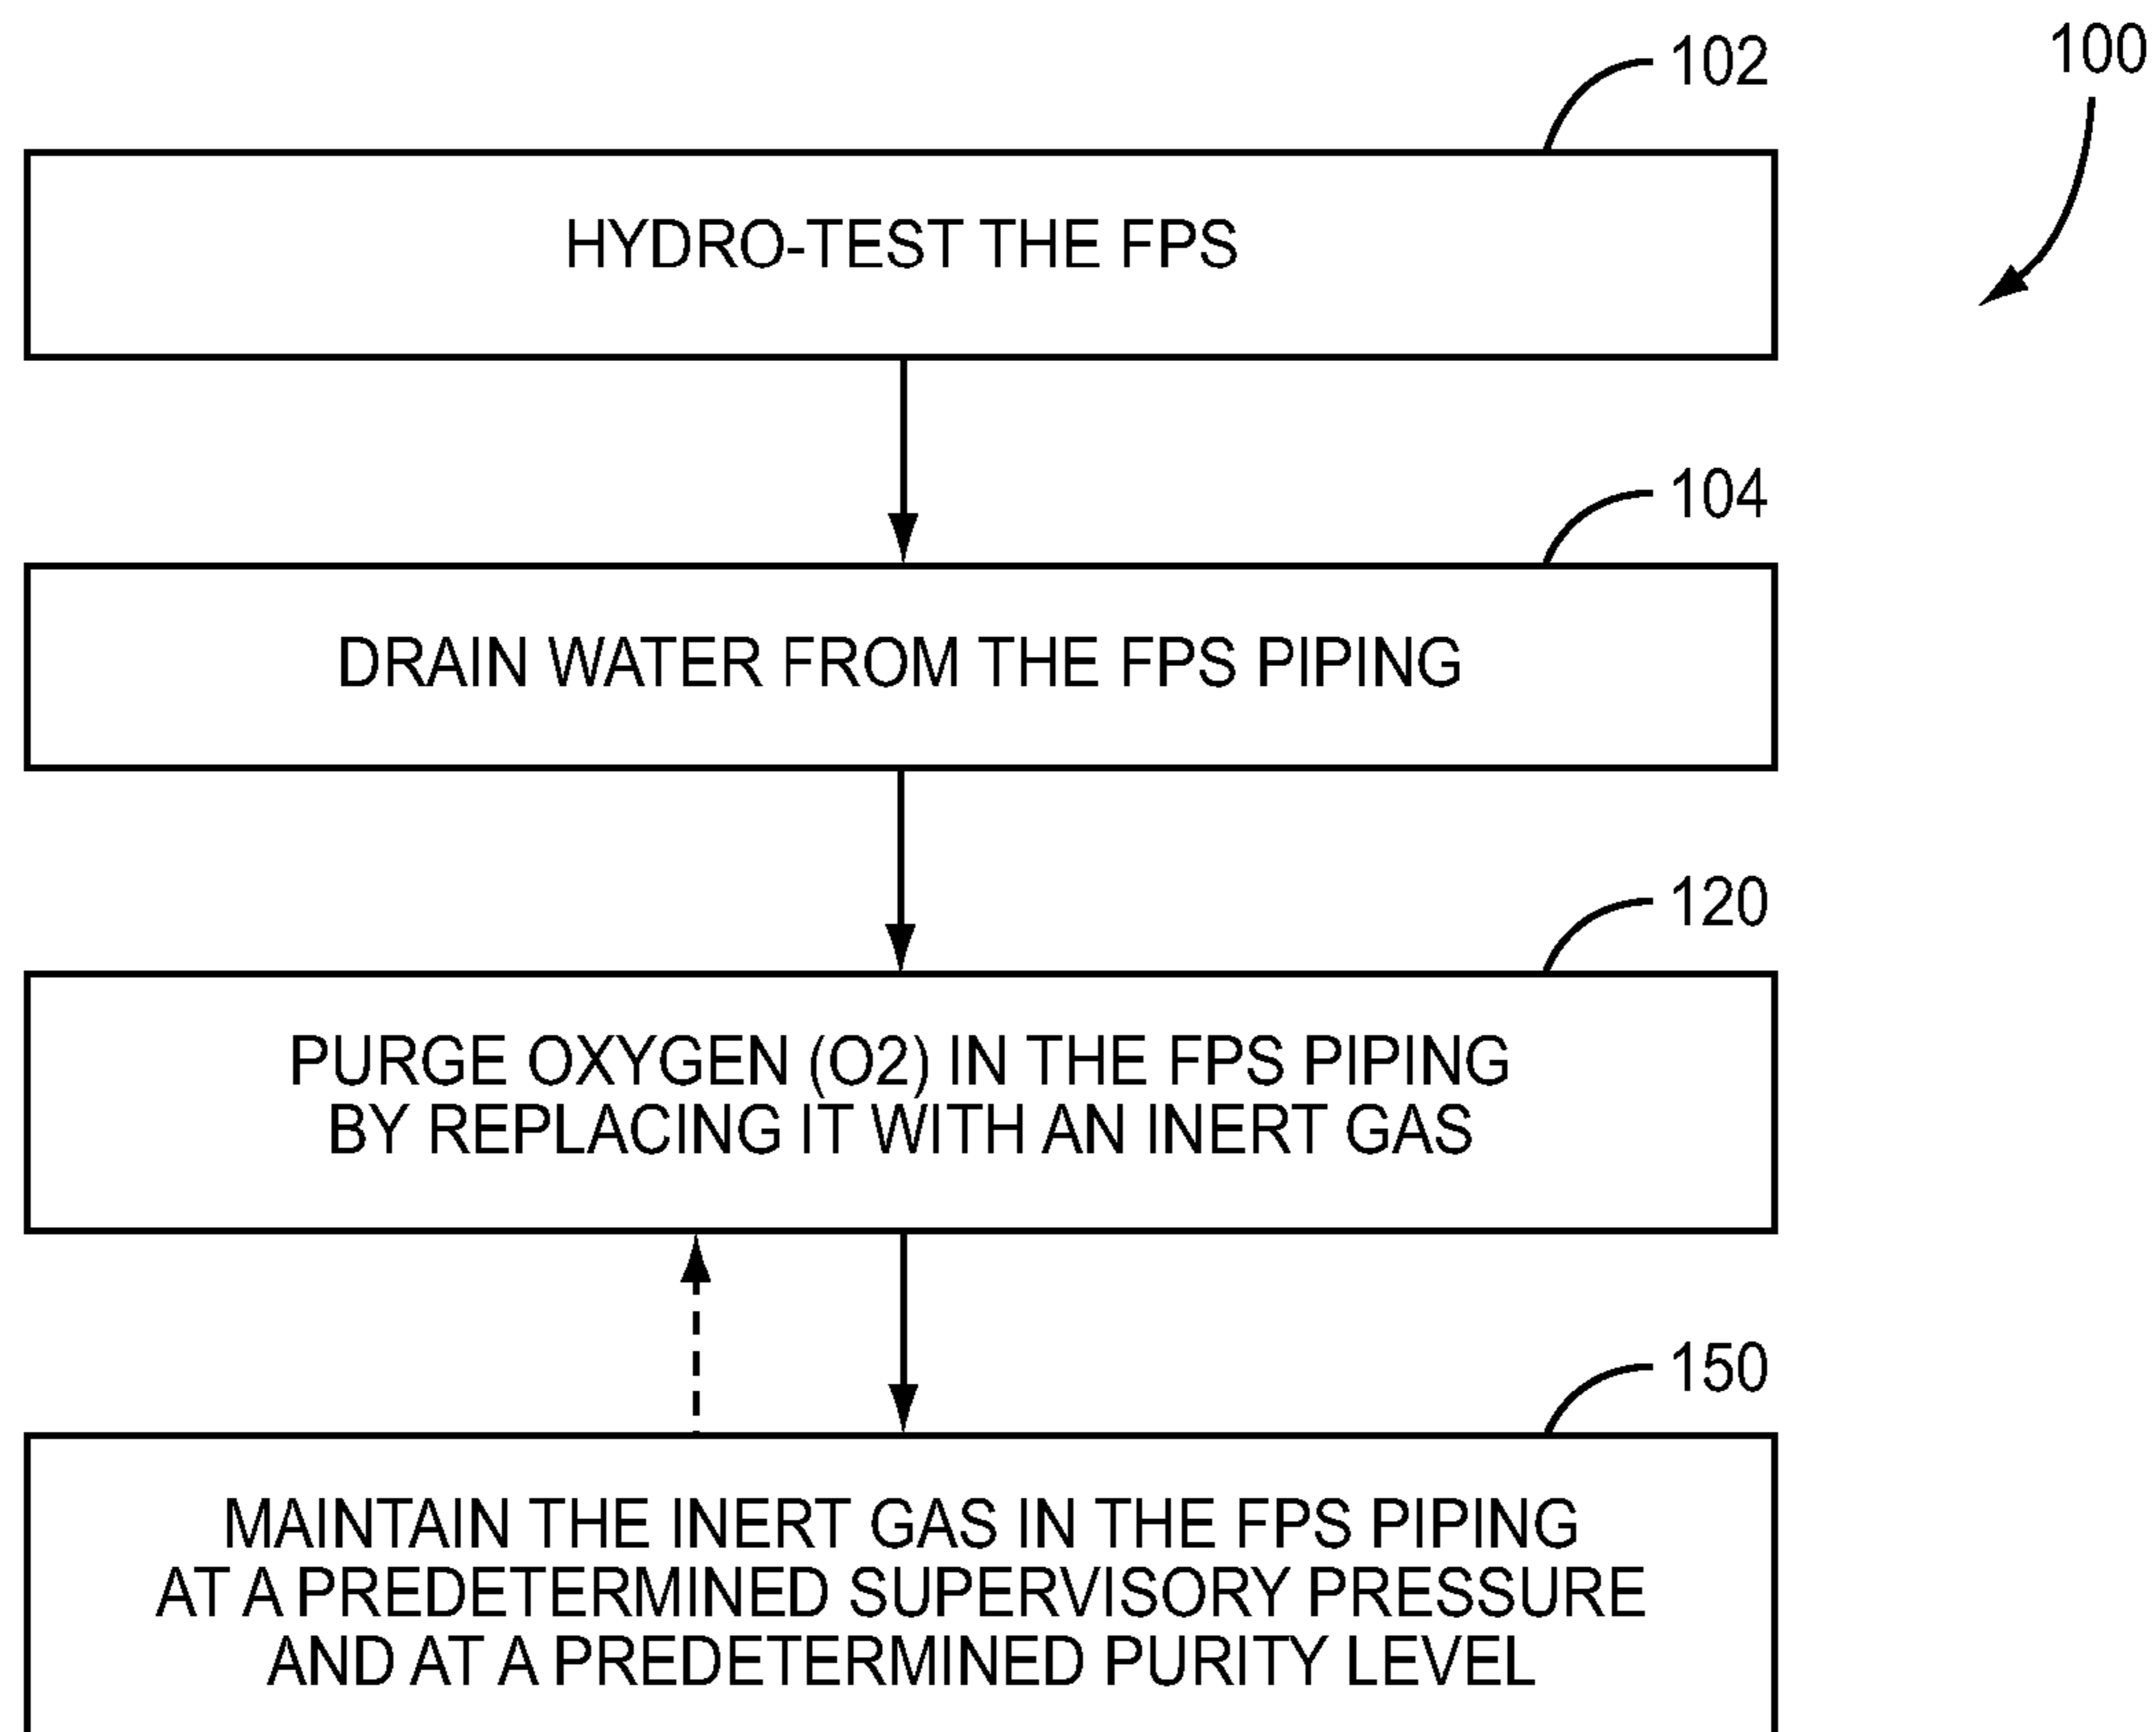 100
102
HYDRO-TEST THE FPS
104
DRAIN WATER FROM THE FPS PIPING
120
PURGE OXYGEN (O2) IN THE FPS PIPING
BY REPLACING IT WITH AN INERT GAS
150
MAINTAIN THE INERT GAS IN THE FPS PIPING
AT A PREDETERMINED SUPERVISORY PRESSURE
AND AT A PREDETERMINED PURITY LEVEL